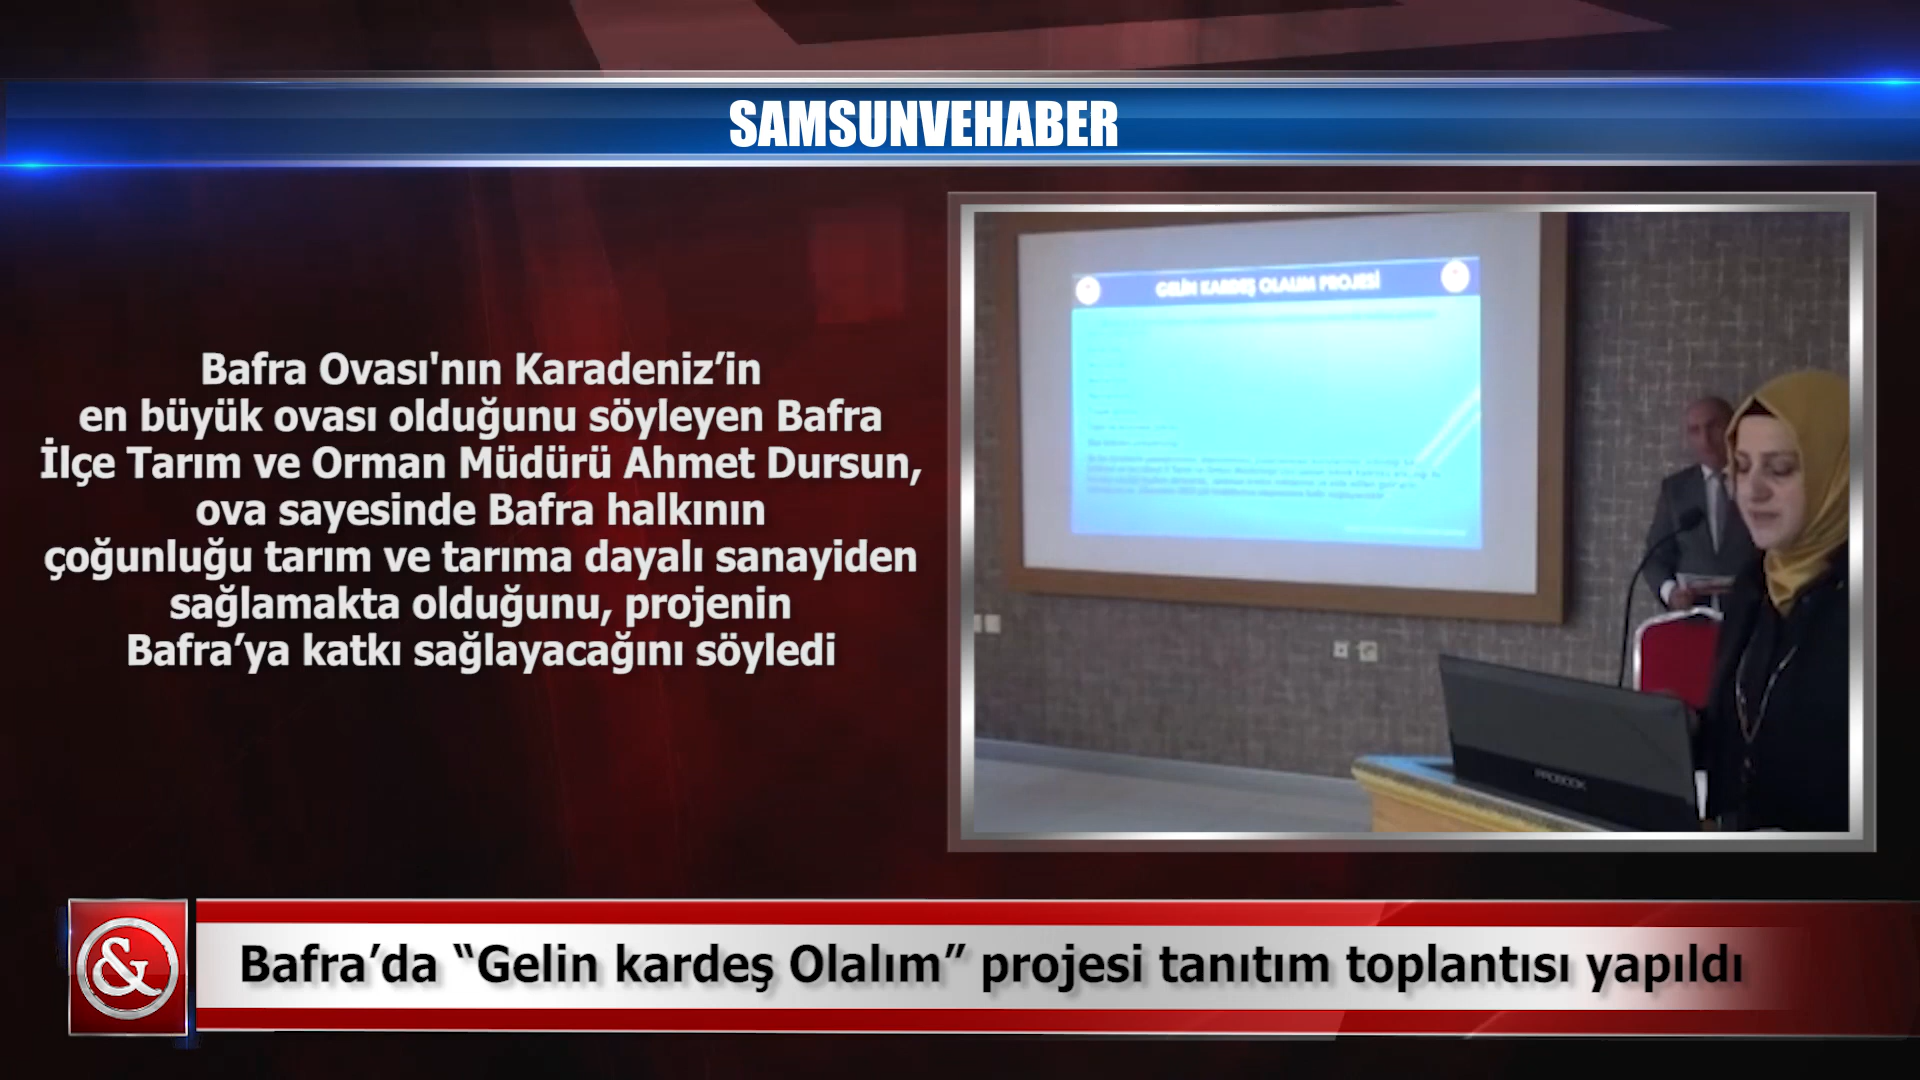 SAMSUNVEHABER
Bafra Ovası'nın Karadeniz’in
en büyük ovası olduğunu söyleyen Bafra
İlçe Tarım ve Orman Müdürü Ahmet Dursun,
ova sayesinde Bafra halkının
çoğunluğu tarım ve tarıma dayalı sanayiden
sağlamakta olduğunu, projenin
Bafra’ya katkı sağlayacağını söyledi
GELİN KARDEŞ OLALIM PROJESİ
PROBOOK
&
Bafra’da “Gelin kardeş Olalım” projesi tanıtım toplantısı yapıldı